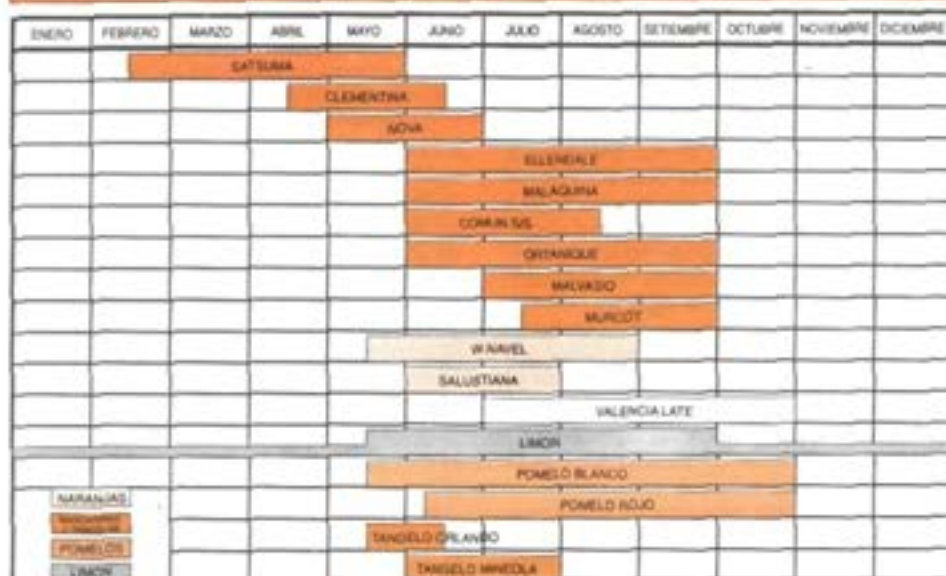 ENERO FEBRERO MARZO ABRIL MAYO JUNIO JULIO AGOSTO SETIEMBRE OCTUBRE NOVIEMBRE DICIEMBRE
SATSUMA
CLEMENTINA
NOVA
ELLENDALE
MALAQUINA
COMUN S/S
ORTANIQUE
MALVASIO
MURCOT
W.NAVEL
SALUSTIANA
VALENCIA LATE
LIMON
POMELO BLANCO
NARANJAS
POMELO ROJO
TANGELO ORLANDO
POMELOS
TANGELO MINEOLA
LIMON